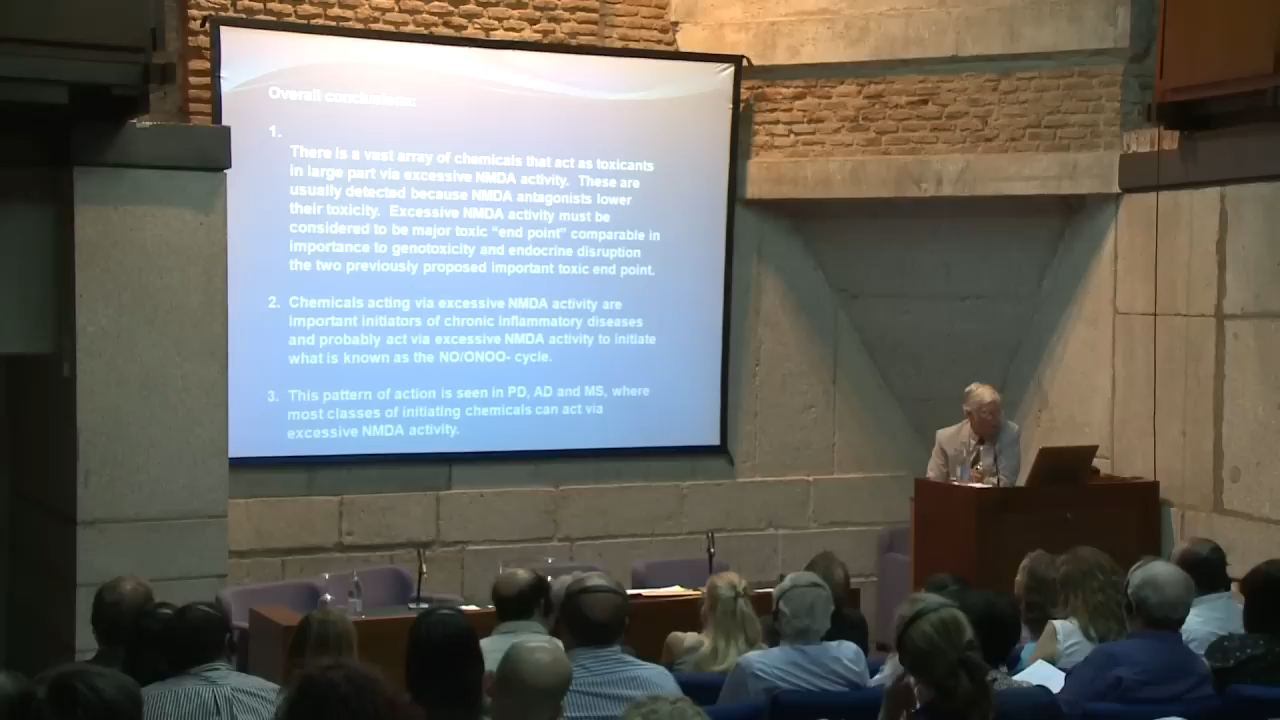 Overall conclusions:
1.
There is a vast array of chemicals that act as toxicants
in large part via excessive NMDA activity. These are
usually detected because NMDA antagonists lower
their toxicity. Excessive NMDA activity must be
considered to be major toxic “end point” comparable in
importance to genotoxicity and endocrine disruption
the two previously proposed important toxic end point.
2. Chemicals acting via excessive NMDA activity are
important initiators of chronic inflammatory diseases
and probably act via excessive NMDA activity to initiate
what is known as the NO/ONOO- cycle.
3. This pattern of action is seen in PD, AD and MS, where
most classes of initiating chemicals can act via
excessive NMDA activity.